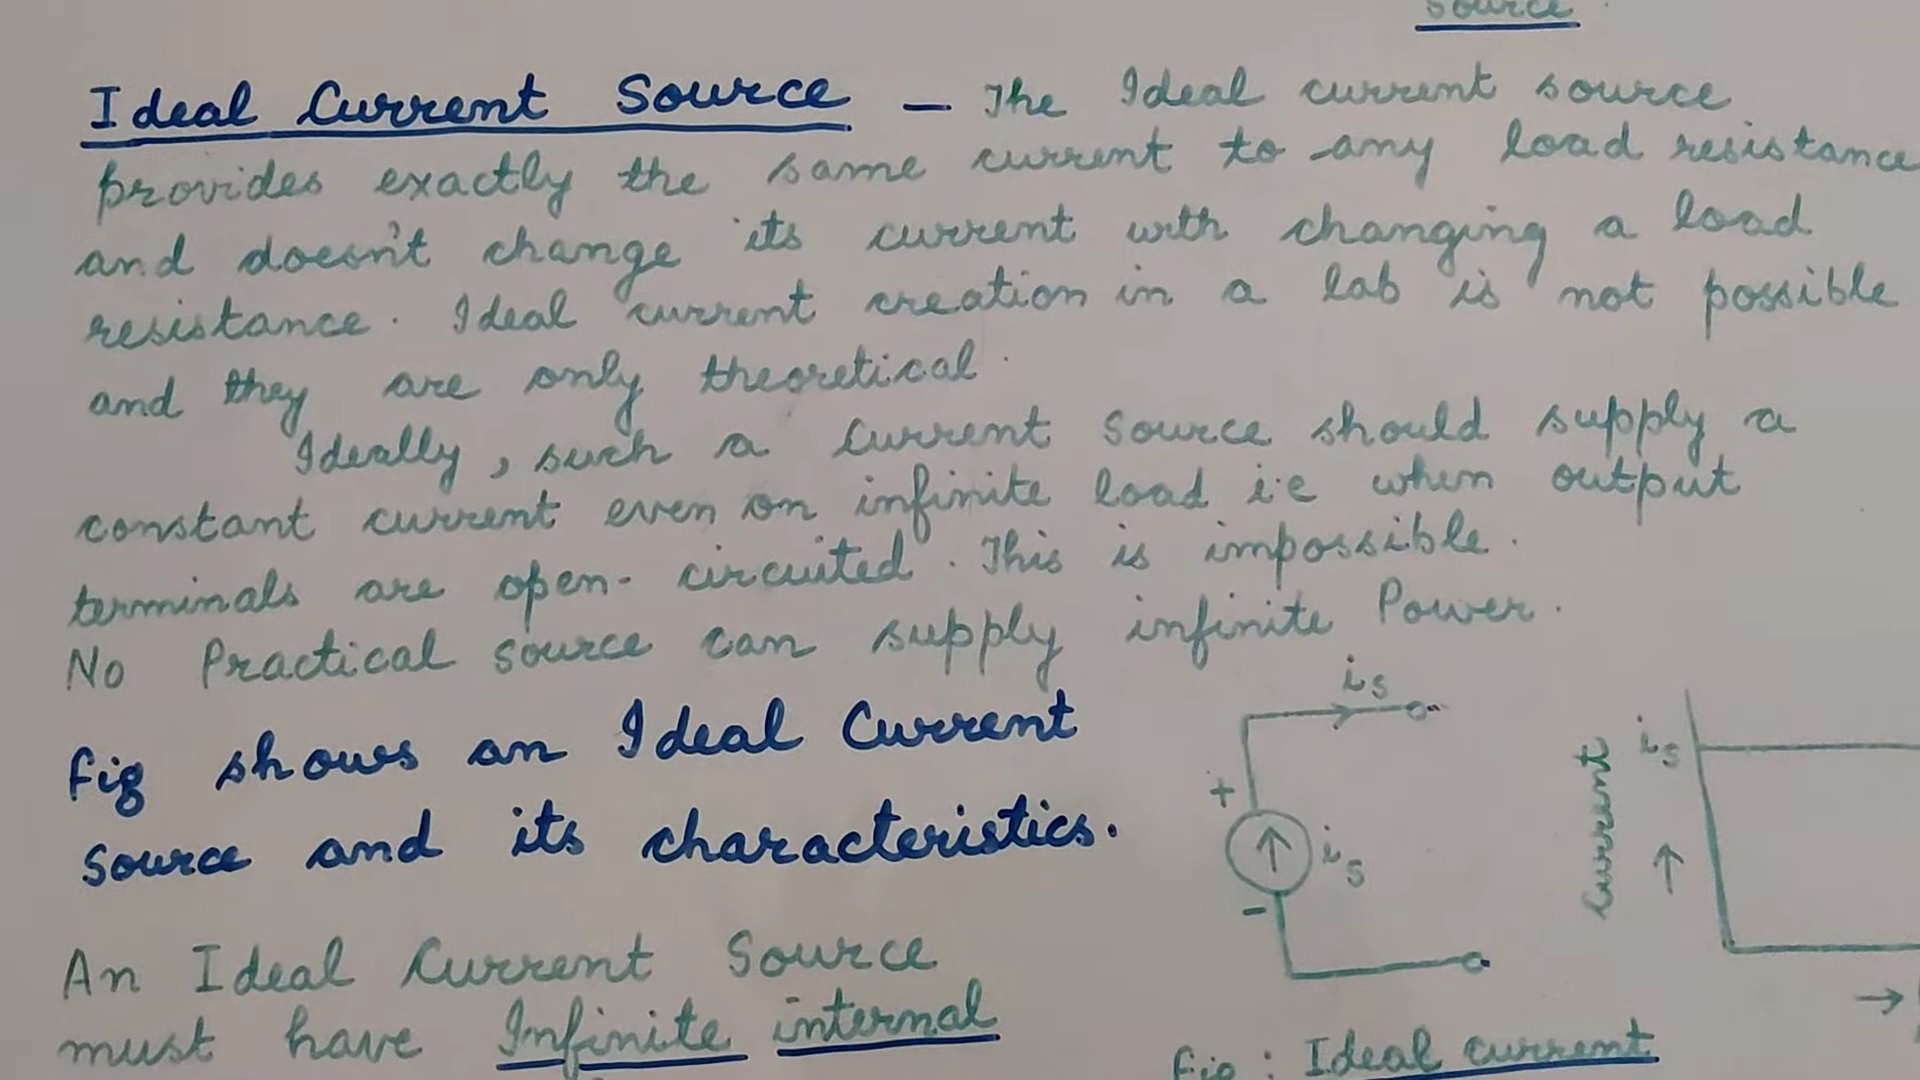 source
Ideal Current Source – The Ideal current source
provides exactly the same current to any load resistance
and doesn't change its current with changing a load
resistance. Ideal current creation in a lab is not possible
and they are only theoretical.
Ideally, such a current source should supply a
constant current even on infinite load i.e when output
terminals are open-circuited. This is impossible.
No Practical source can supply infinite Power.
Fig shows an Ideal Current
Source and its characteristics.
An Ideal Current Source
must have Infinite internal
is
+
is
-
Current
is
Fig: Ideal current